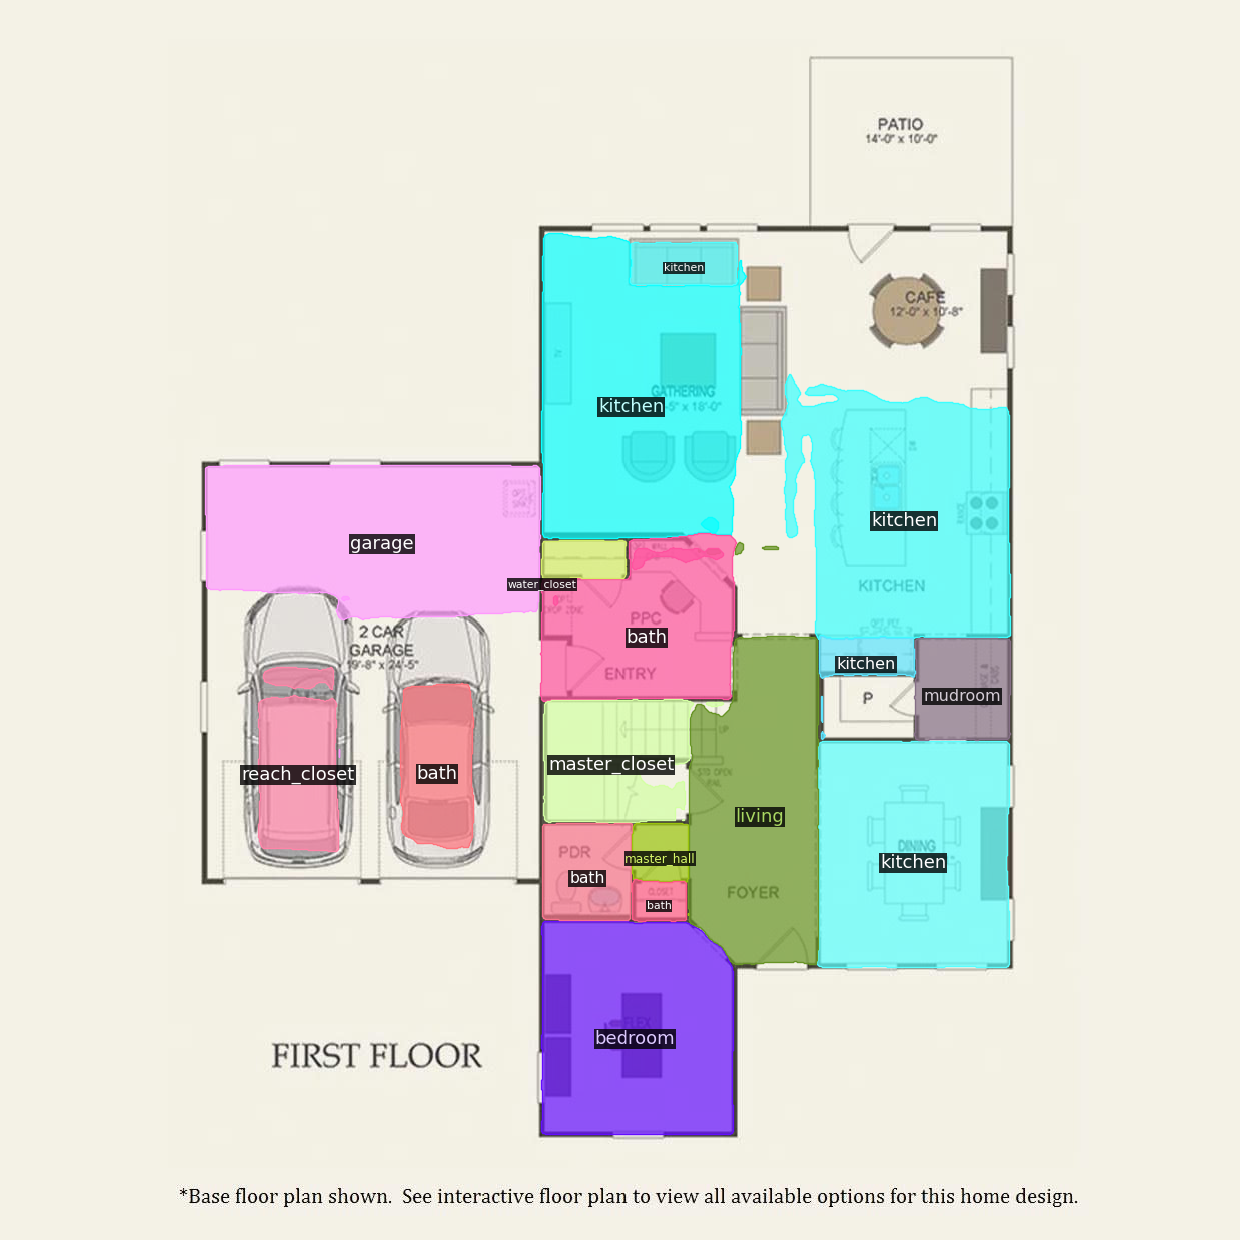 PATIO
14'-0" x 10'-0"
kitchen
CAFE
12'-0" x 10'-8"
GATHERING
kitchen
-5" x 18'-0"
kitchen
garage
water_closet
KITCHEN
PPC
bath
2 CAR
GARAGE
19'-8" x 24'-5"
ENTRY
kitchen
P
mudroom
UP
master_closet
reach_closet
bath
living
DINING
kitchen
PDR
master_hall
bath
CLOSET
bath
FOYER
FLEX
bedroom
FIRST FLOOR
*Base floor plan shown.  See interactive floor plan to view all available options for this home design.